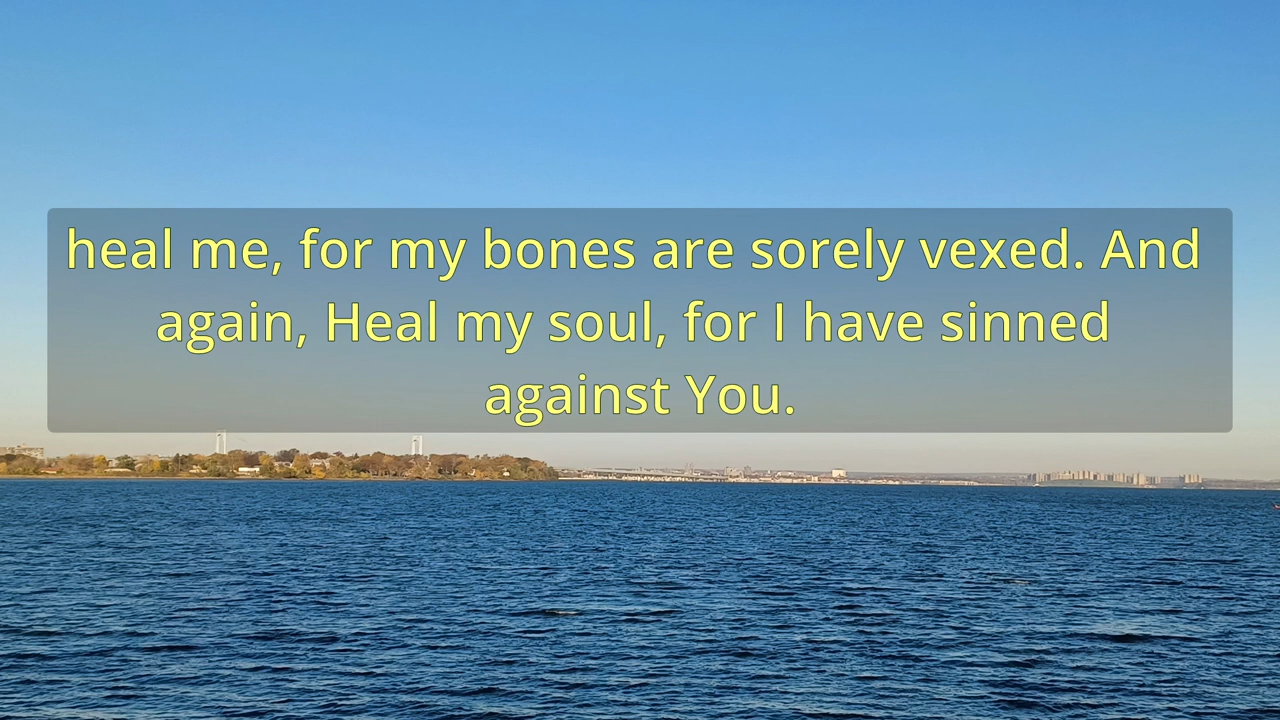 heal me, for my bones are sorely vexed. And
again, Heal my soul, for I have sinned
against You.